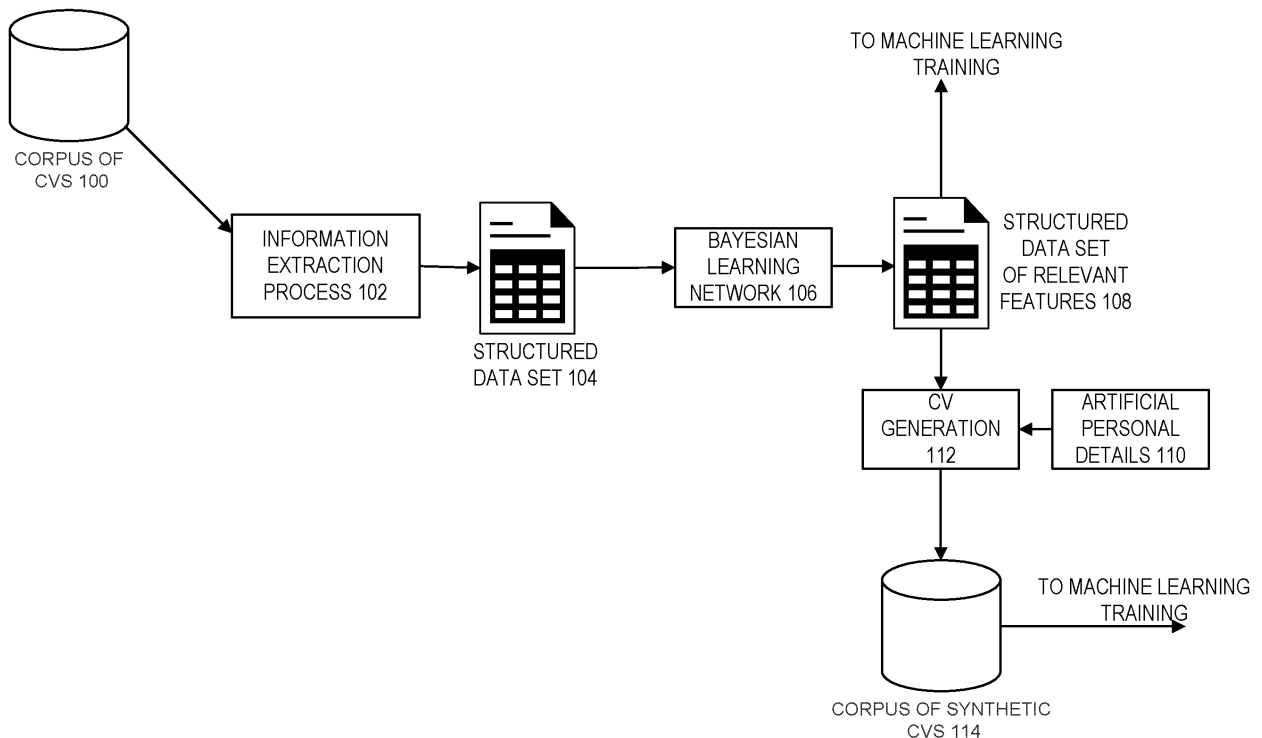 TO MACHINE LEARNING
TRAINING
CORPUS OF
CVS 100
INFORMATION
EXTRACTION
PROCESS 102
STRUCTURED
DATA SET 104
BAYESIAN
LEARNING
NETWORK 106
STRUCTURED
DATA SET
OF RELEVANT
FEATURES 108
CV
GENERATION
112
ARTIFICIAL
PERSONAL
DETAILS 110
TO MACHINE LEARNING
TRAINING
CORPUS OF SYNTHETIC
CVS 114